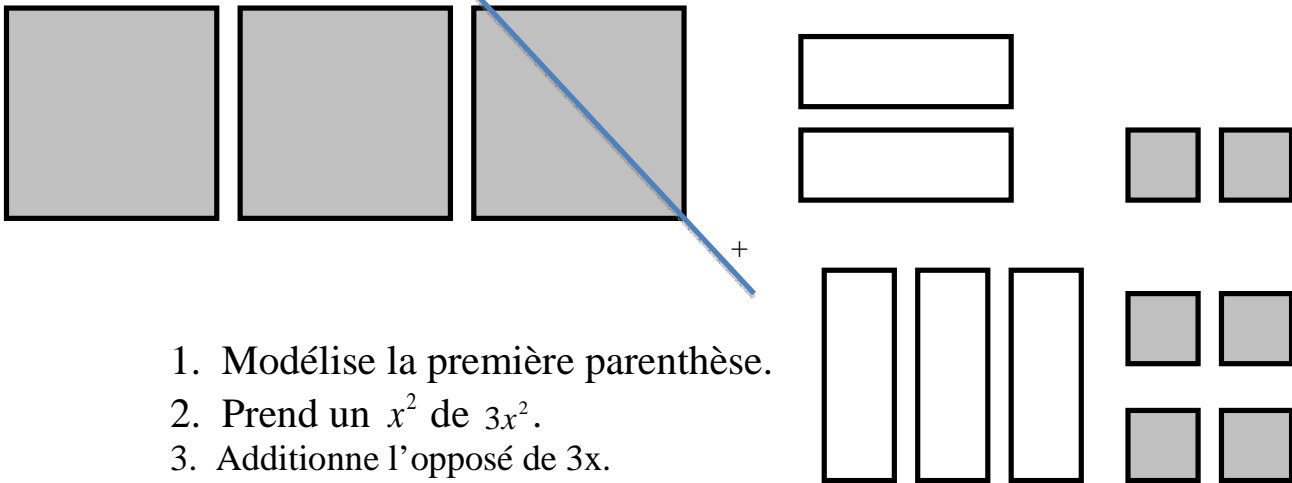 +
1. Modélise la première parenthèse.
2. Prend un x² de 3x².
3. Additionne l’opposé de 3x.